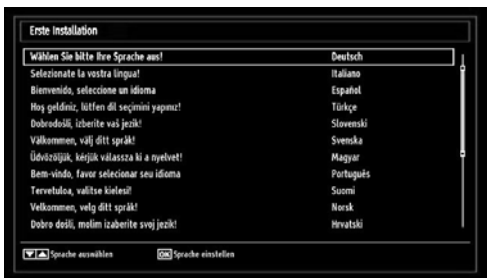 Erste Installation
Wählen Sie bitte Ihre Sprache aus! Deutsch
Selezionate la vostra lingua! Italiano
Bienvenido, seleccione un idioma Español
Hoş geldiniz, lütfen dil seçimini yapınız! Türkçe
Dobrodošli, izberite vaš jezik! Slovenski
Välkommen, välj ditt språk! Svenska
Üdvözöljük, kérjük válassza ki a nyelvet! Magyar
Bem-vindo, favor selecionar seu idioma Português
Tervetuloa, valitse kielesi! Suomi
Velkommen, velg ditt språk! Norsk
Dobro došli, molim izaberite svoj jezik! Hrvatski
Sprache auswählen OK Sprache einstellen